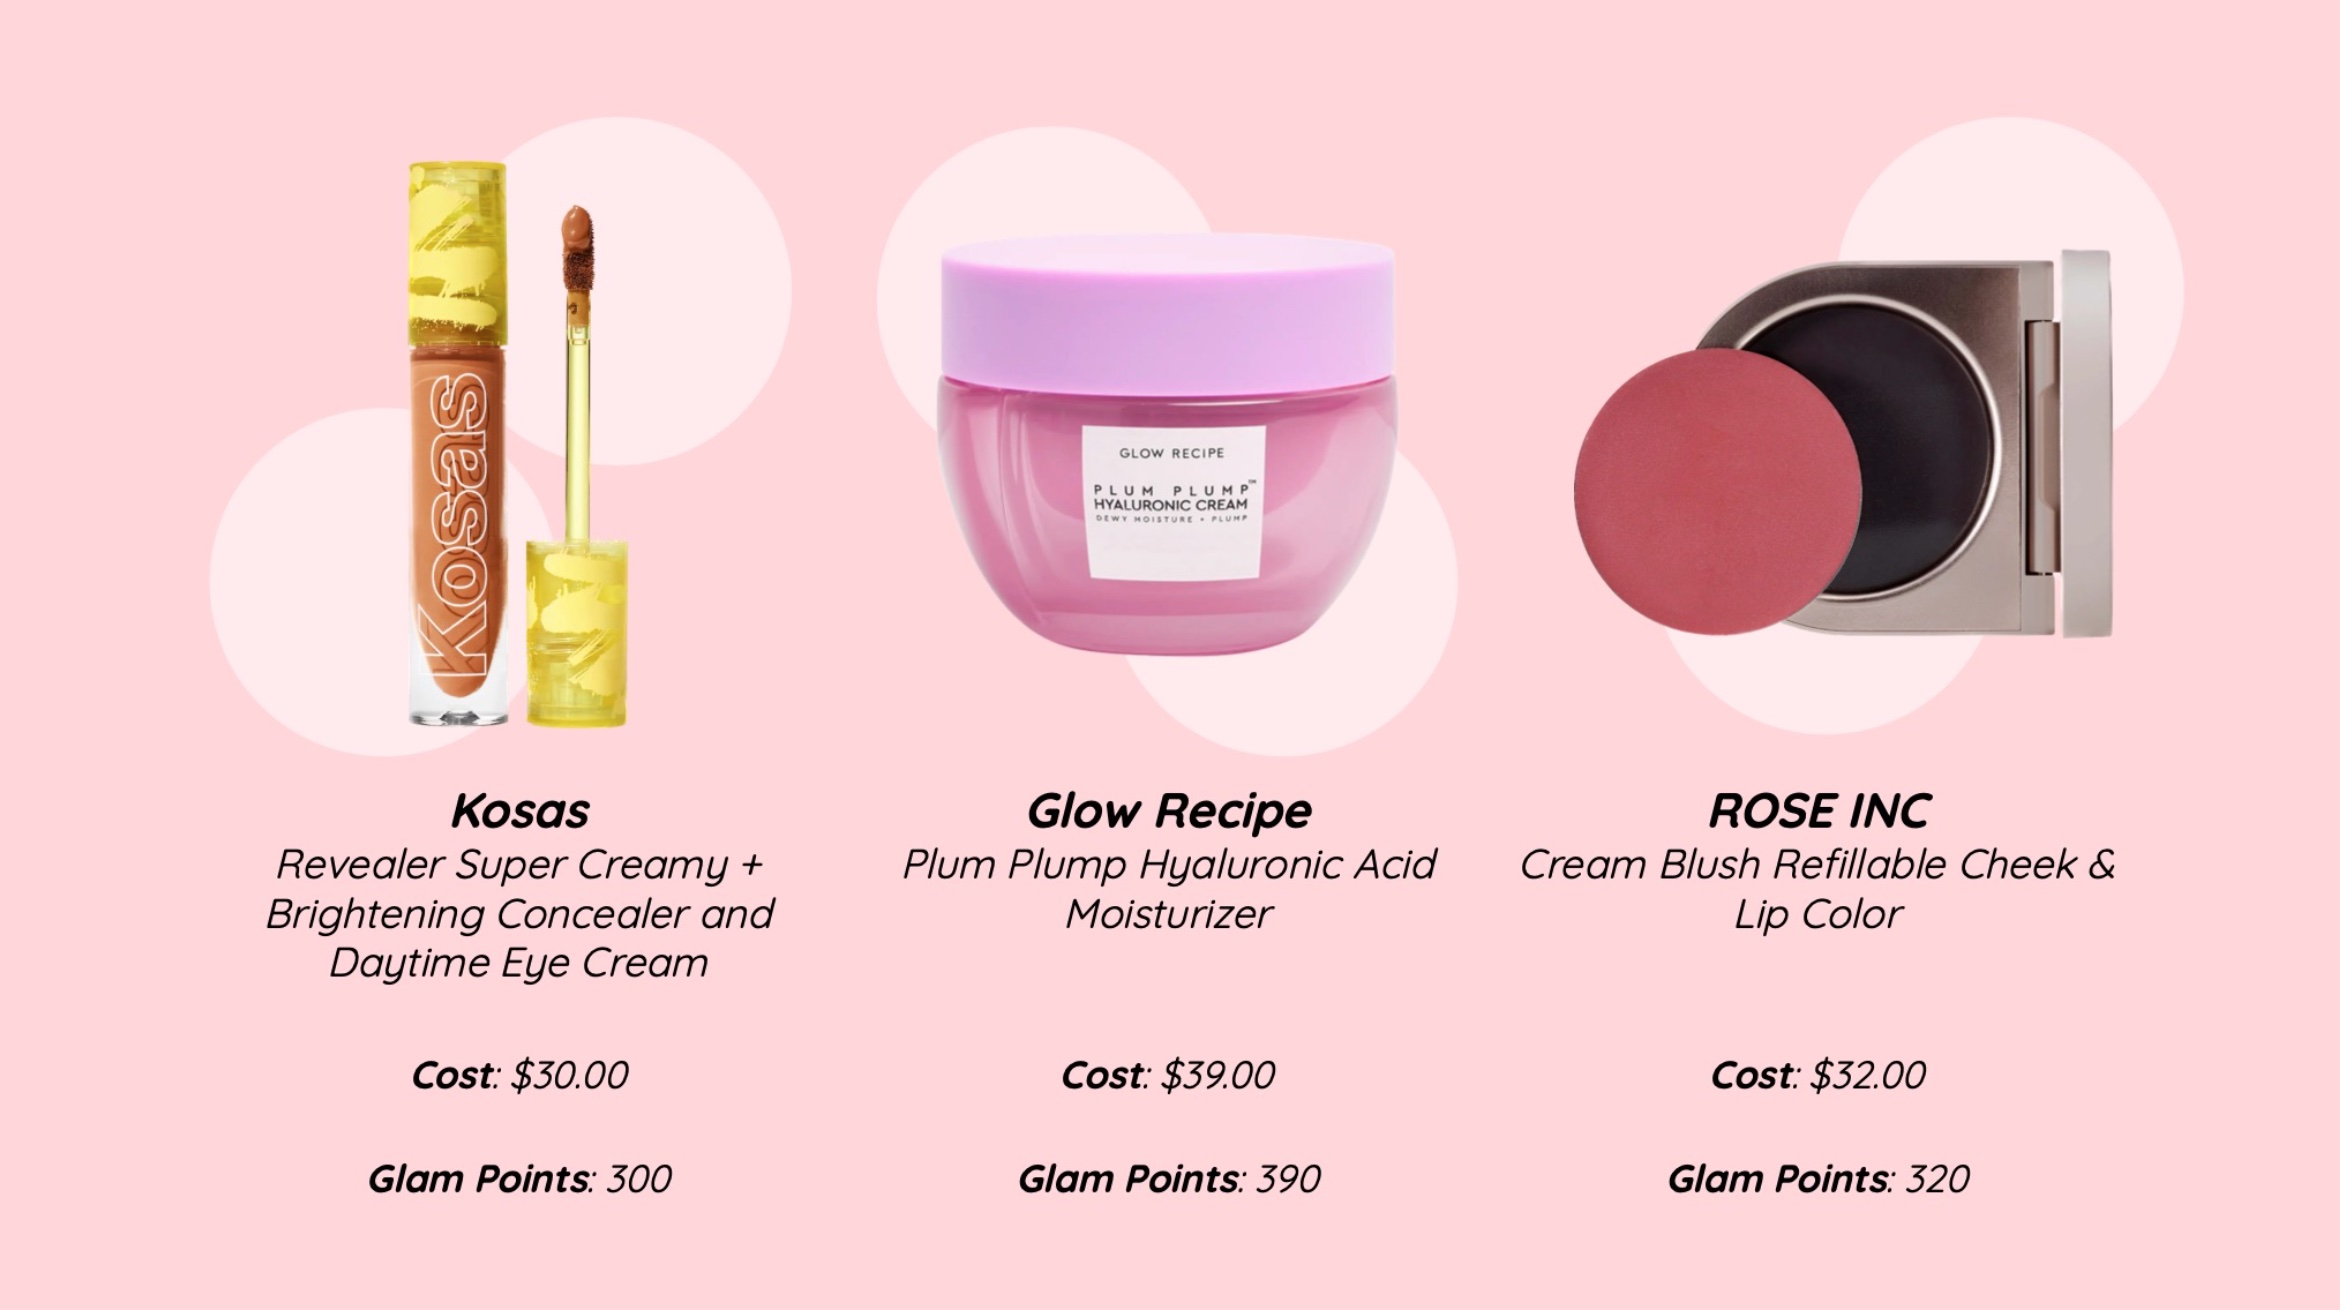 Kosas
GLOW RECIPE
PLUM PLUMP™
HYALURONIC CREAM
DEWY MOISTURE + PLUMP
Kosas
Revealer Super Creamy +
Brightening Concealer and
Daytime Eye Cream
Cost: $30.00
Glam Points: 300
Glow Recipe
Plum Plump Hyaluronic Acid
Moisturizer
Cost: $39.00
Glam Points: 390
ROSE INC
Cream Blush Refillable Cheek &
Lip Color
Cost: $32.00
Glam Points: 320